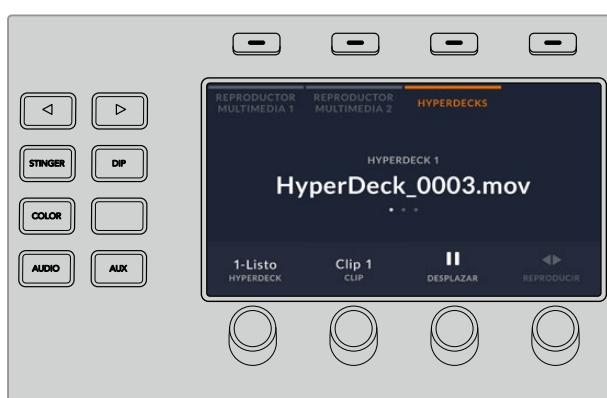 REPRODUCTOR MULTIMEDIA 1
REPRODUCTOR MULTIMEDIA 2
HYPERDECKS
HYPERDECK 1
HyperDeck_0003.mov
STINGER
DIP
COLOR
AUDIO
AUX
1-Listo
HYPERDECK
Clip 1
CLIP
DESPLAZAR
REPRODUCIR